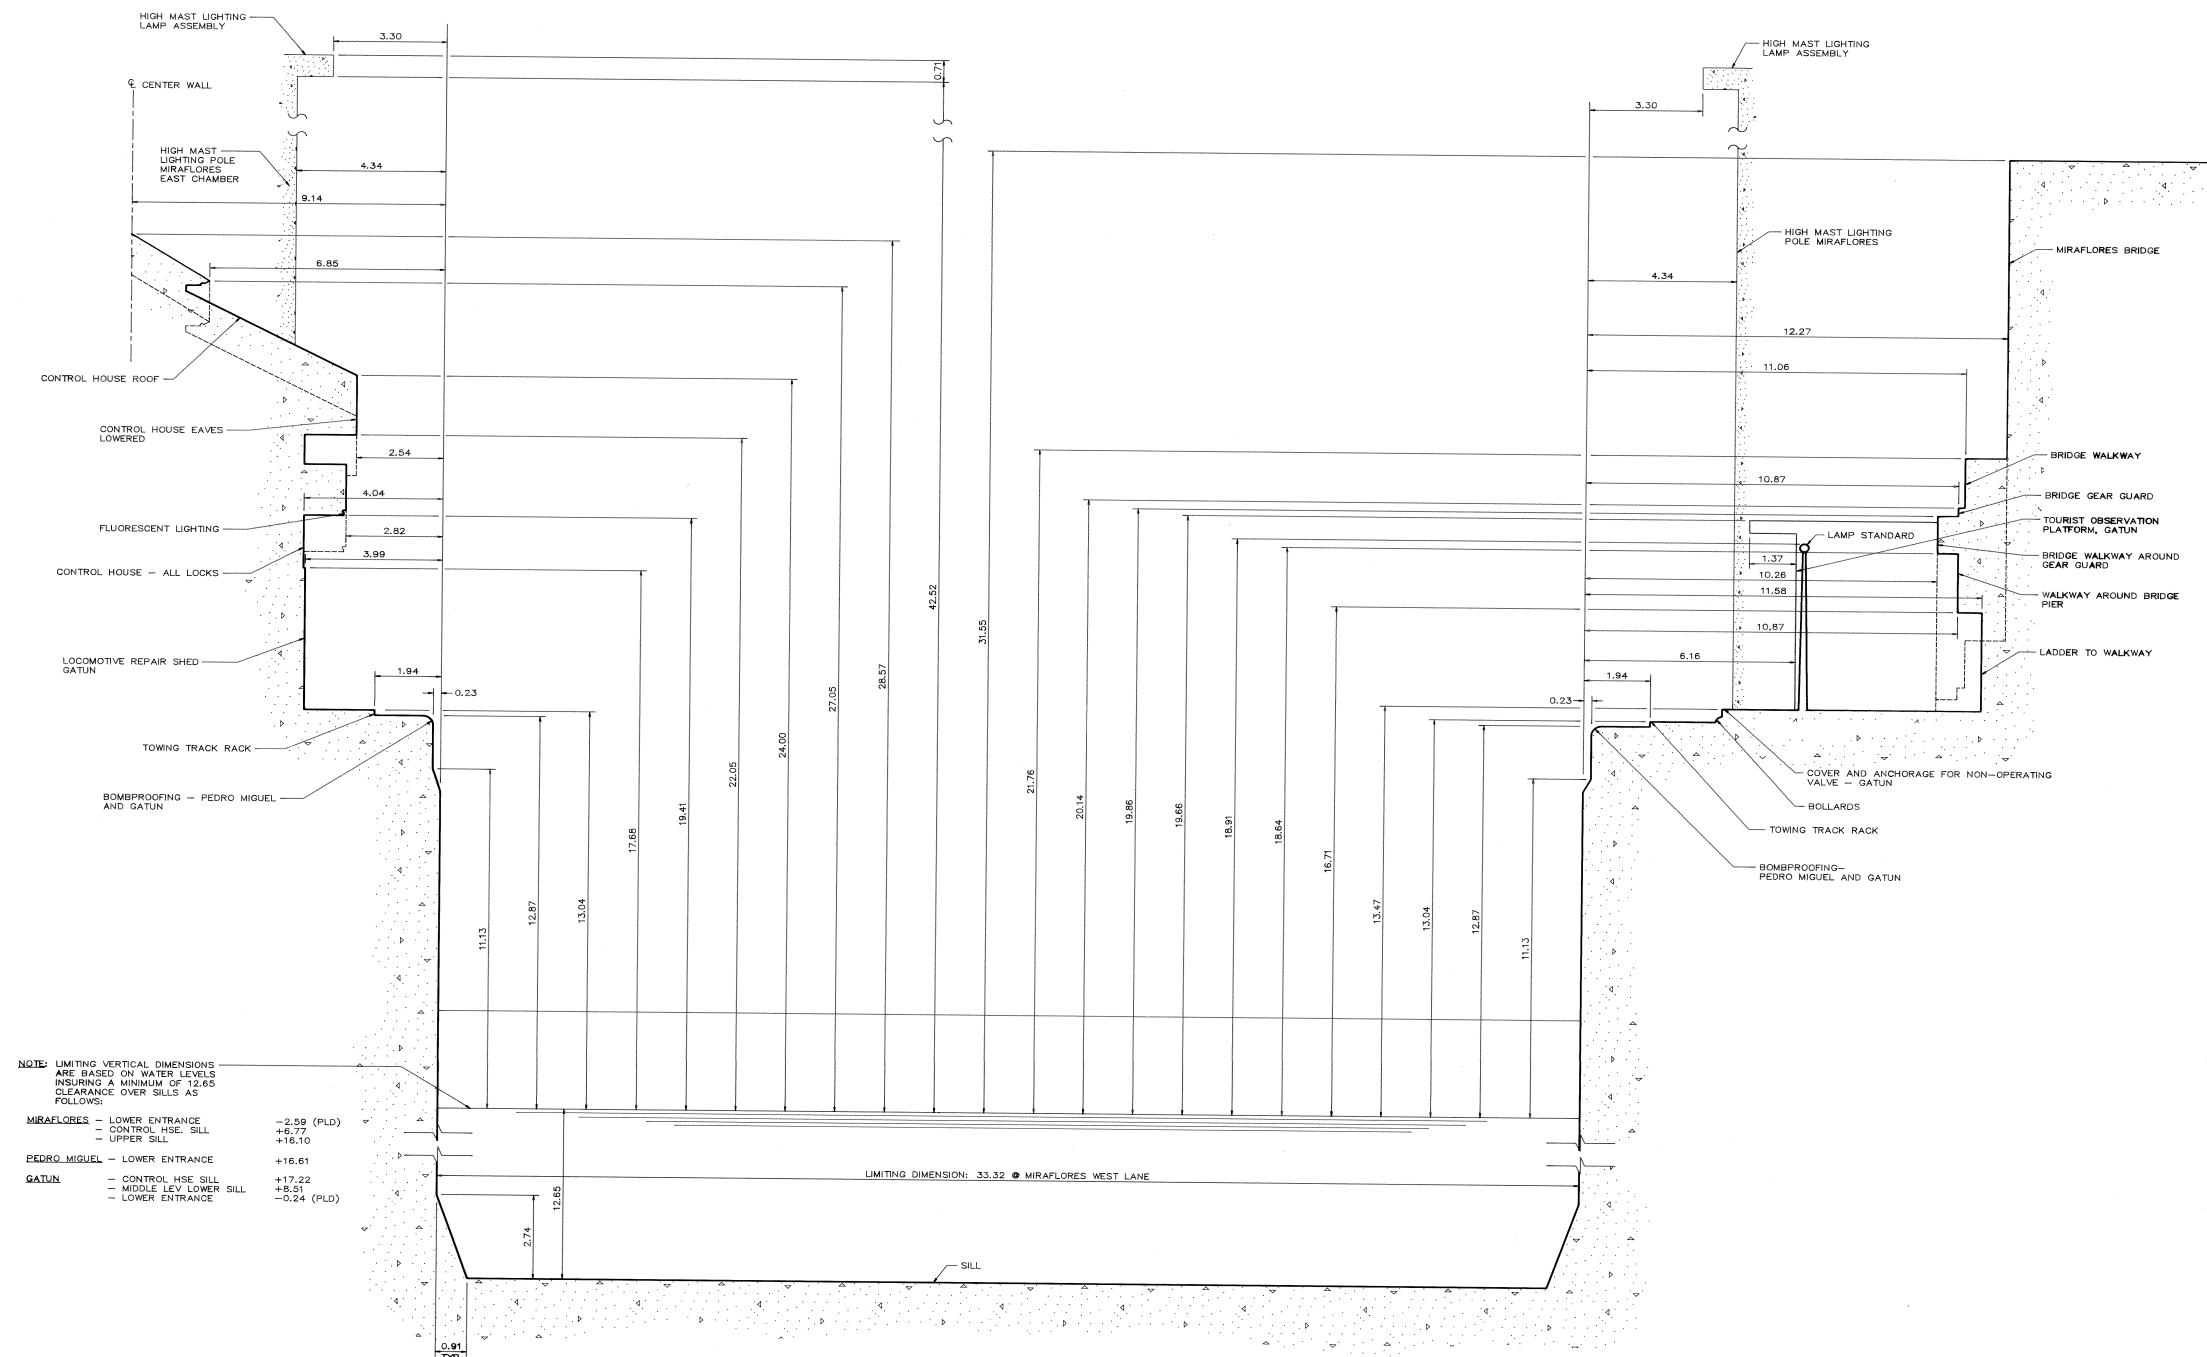 HIGH MAST LIGHTING
LAMP ASSEMBLY
3.30
0.71
HIGH MAST LIGHTING
LAMP ASSEMBLY
℄ CENTER WALL
3.30
HIGH MAST
LIGHTING POLE
MIRAFLORES
EAST CHAMBER
4.34
9.14
HIGH MAST LIGHTING
POLE MIRAFLORES
MIRAFLORES BRIDGE
6.85
4.34
12.27
CONTROL HOUSE ROOF
11.06
CONTROL HOUSE EAVES
LOWERED
2.54
BRIDGE WALKWAY
10.87
4.04
BRIDGE GEAR GUARD
FLUORESCENT LIGHTING
2.82
TOURIST OBSERVATION
PLATFORM, GATUN
LAMP STANDARD
3.99
1.37
BRIDGE WALKWAY AROUND
GEAR GUARD
CONTROL HOUSE – ALL LOCKS
10.26
11.58
WALKWAY AROUND BRIDGE
PIER
10.87
LOCOMOTIVE REPAIR SHED
GATUN
6.16
LADDER TO WALKWAY
1.94
1.94
0.23
0.23
TOWING TRACK RACK
COVER AND ANCHORAGE FOR NON–OPERATING
VALVE – GATUN
BOMBPROOFING – PEDRO MIGUEL
AND GATUN
BOLLARDS
TOWING TRACK RACK
BOMBPROOFING–
PEDRO MIGUEL AND GATUN
11.13
12.87
13.04
17.68
19.41
22.05
24.00
27.05
28.57
42.52
31.55
21.76
20.14
19.86
19.66
18.91
18.64
16.71
13.47
13.04
12.87
11.13
NOTE: LIMITING VERTICAL DIMENSIONS
ARE BASED ON WATER LEVELS
INSURING A MINIMUM OF 12.65
CLEARANCE OVER SILLS AS
FOLLOWS:
MIRAFLORES – LOWER ENTRANCE –2.59 (PLD)
– CONTROL HSE. SILL +6.77
– UPPER SILL +16.10
PEDRO MIGUEL – LOWER ENTRANCE +16.61
GATUN – CONTROL HSE SILL +17.22
– MIDDLE LEV LOWER SILL +8.51
– LOWER ENTRANCE –0.24 (PLD)
LIMITING DIMENSION: 33.32 @ MIRAFLORES WEST LANE
12.65
2.74
SILL
0.91
TYP